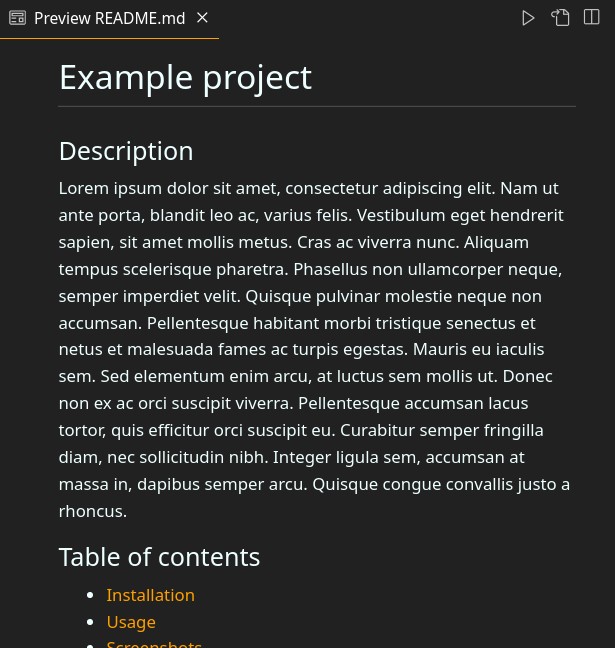 Preview README.md
Example project
Description
Lorem ipsum dolor sit amet, consectetur adipiscing elit. Nam ut
ante porta, blandit leo ac, varius felis. Vestibulum eget hendrerit
sapien, sit amet mollis metus. Cras ac viverra nunc. Aliquam
tempus scelerisque pharetra. Phasellus non ullamcorper neque,
semper imperdiet velit. Quisque pulvinar molestie neque non
accumsan. Pellentesque habitant morbi tristique senectus et
netus et malesuada fames ac turpis egestas. Mauris eu iaculis
sem. Sed elementum enim arcu, at luctus sem mollis ut. Donec
non ex ac orci suscipit viverra. Pellentesque accumsan lacus
tortor, quis efficitur orci suscipit eu. Curabitur semper fringilla
diam, nec sollicitudin nibh. Integer ligula sem, accumsan at
massa in, dapibus semper arcu. Quisque congue convallis justo a
rhoncus.
Table of contents
Installation
Usage
Screenshots